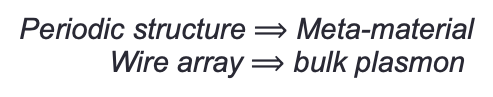 Periodic structure ⟹ Meta-material
Wire array ⟹ bulk plasmon